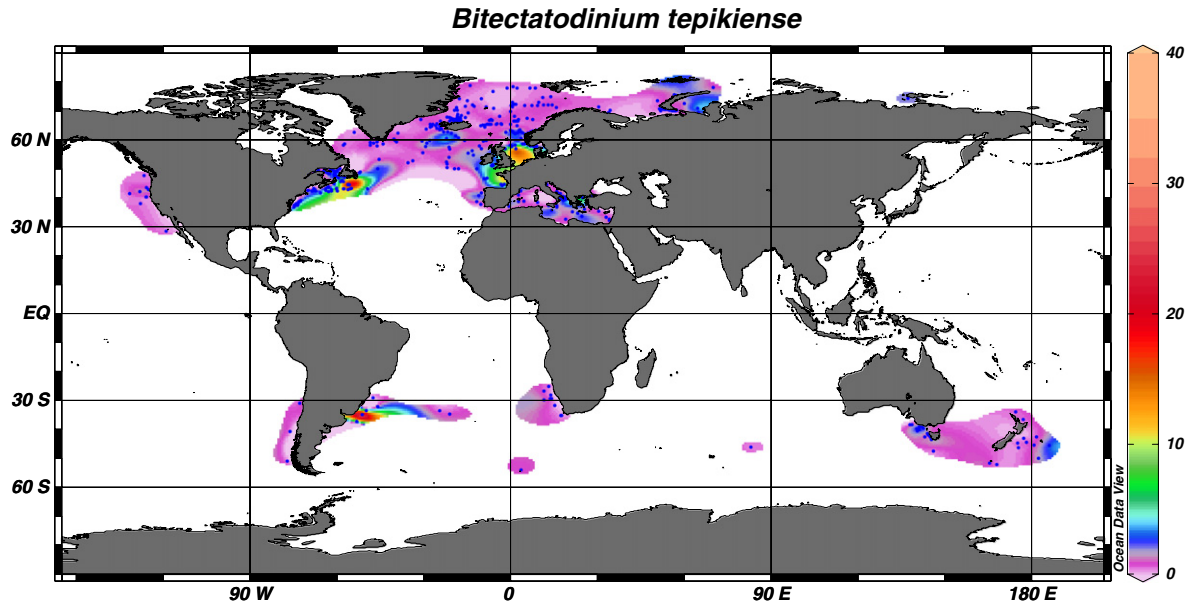 Bitectatodinium tepikiense
40
30
20
10
0
60 N
30 N
EQ
30 S
60 S
90 W
0
90 E
180 E
Ocean Data View